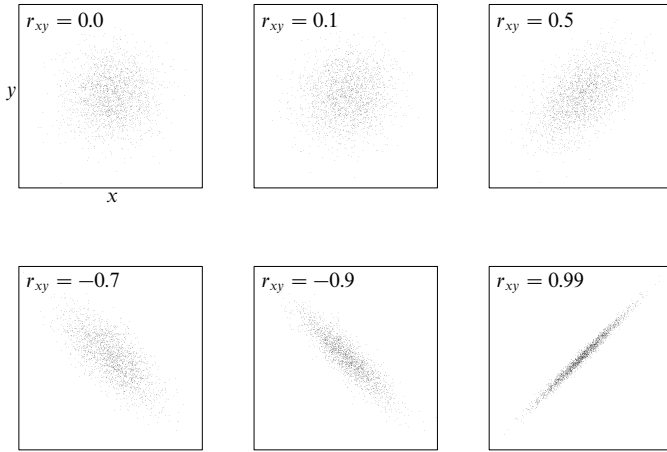 r_xy = 0.0
r_xy = 0.1
r_xy = 0.5
y
x
r_xy = −0.7
r_xy = −0.9
r_xy = 0.99